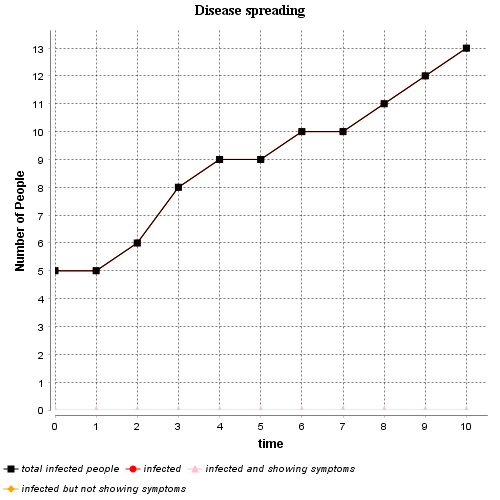 Disease spreading
13
12
11
10
9
8
7
6
5
4
3
2
1
0
Number of People
0 1 2 3 4 5 6 7 8 9 10
time
total infected people infected infected and showing symptoms
infected but not showing symptoms